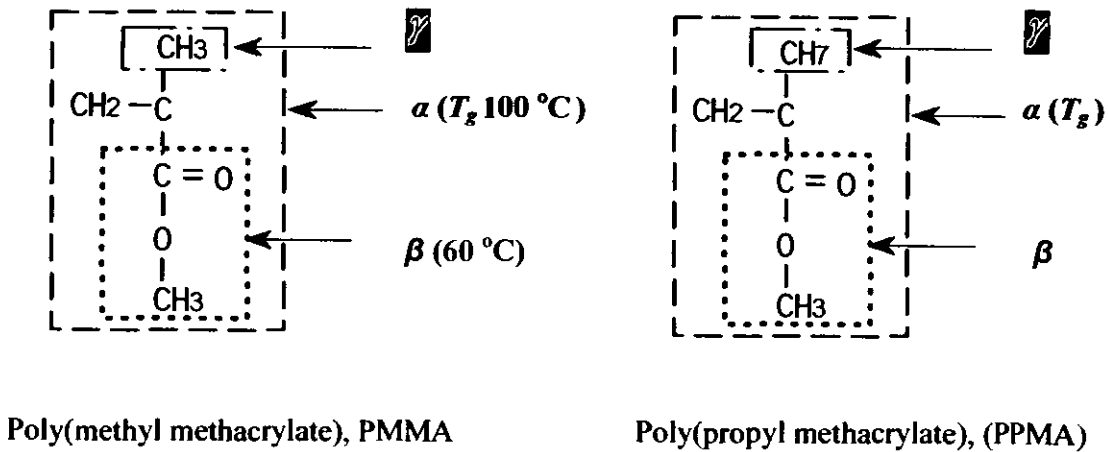 CH3 γ
CH2 C α (Tg 100 °C)
C = O
O β (60 °C)
CH3
Poly(methyl methacrylate), PMMA
CH7 γ
CH2 C α (Tg)
C = O
O β
CH3
Poly(propyl methacrylate), (PPMA)